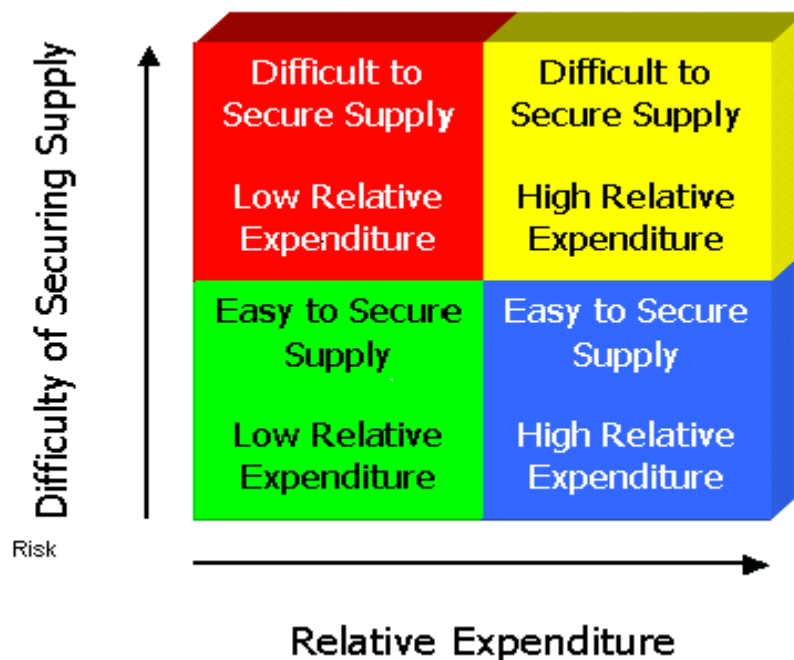 Difficulty of Securing Supply
Difficult to
Secure Supply
Low Relative
Expenditure
Difficult to
Secure Supply
High Relative
Expenditure
Easy to Secure
Supply
Low Relative
Expenditure
Easy to Secure
Supply
High Relative
Expenditure
Risk
Relative Expenditure